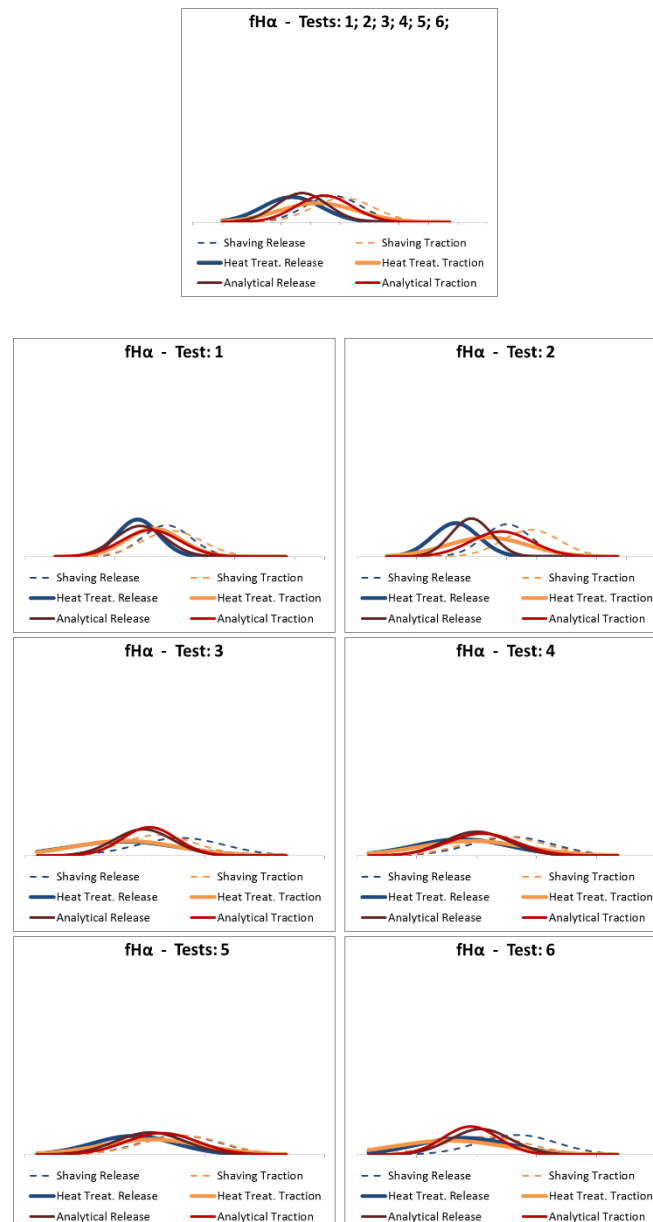 fHα - Tests: 1; 2; 3; 4; 5; 6;
Shaving Release Shaving Traction
Heat Treat. Release Heat Treat. Traction
Analytical Release Analytical Traction
fHα - Test: 1
Shaving Release Shaving Traction
Heat Treat. Release Heat Treat. Traction
Analytical Release Analytical Traction
fHα - Test: 2
Shaving Release Shaving Traction
Heat Treat. Release Heat Treat. Traction
Analytical Release Analytical Traction
fHα - Test: 3
Shaving Release Shaving Traction
Heat Treat. Release Heat Treat. Traction
Analytical Release Analytical Traction
fHα - Test: 4
Shaving Release Shaving Traction
Heat Treat. Release Heat Treat. Traction
Analytical Release Analytical Traction
fHα - Tests: 5
Shaving Release Shaving Traction
Heat Treat. Release Heat Treat. Traction
Analytical Release Analytical Traction
fHα - Test: 6
Shaving Release Shaving Traction
Heat Treat. Release Heat Treat. Traction
Analytical Release Analytical Traction